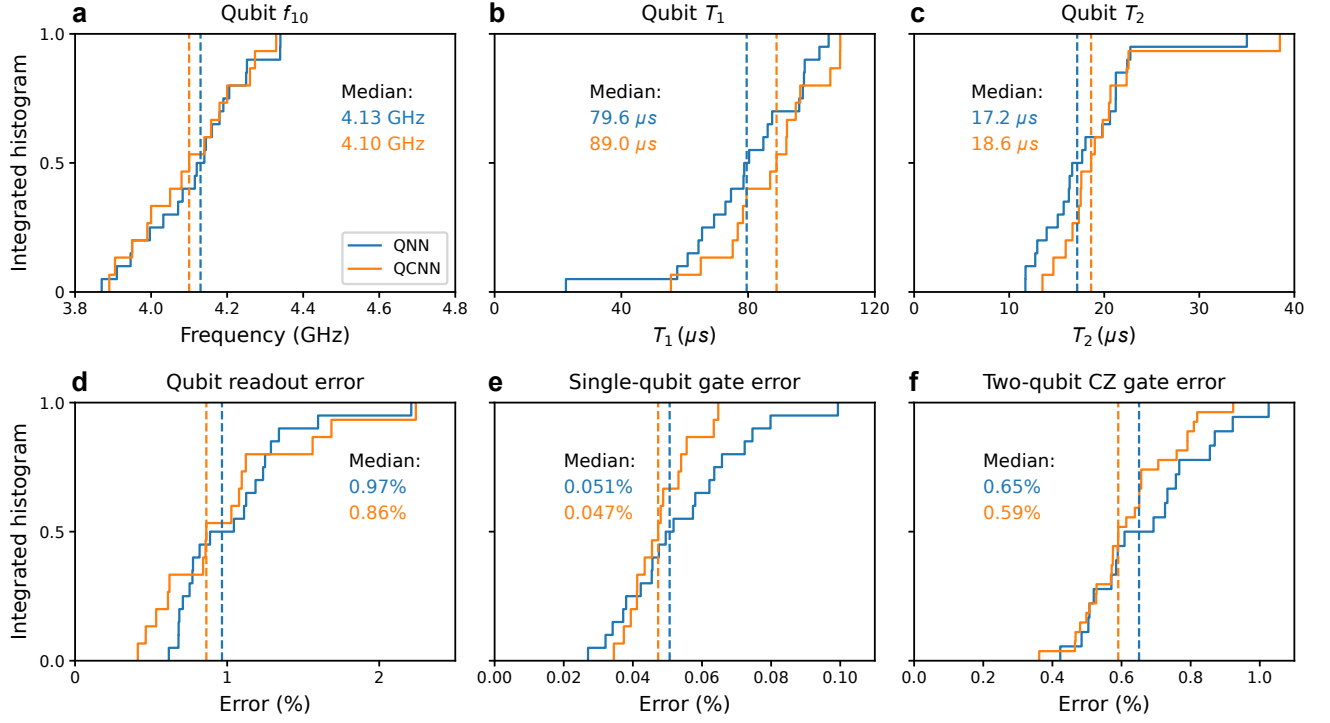 a
Qubit f10
Integrated histogram
1.0
0.5
0
Median:
4.13 GHz
4.10 GHz
QNN
QCNN
3.8
4.0
4.2
4.4
4.6
4.8
Frequency (GHz)
b
Qubit T1
Median:
79.6 μs
89.0 μs
0
40
80
120
T1 (μs)
c
Qubit T2
Median:
17.2 μs
18.6 μs
0
10
20
30
40
T2 (μs)
d
Qubit readout error
Integrated histogram
1.0
0.5
0.0
Median:
0.97%
0.86%
0
1
2
Error (%)
e
Single-qubit gate error
Median:
0.051%
0.047%
0.00
0.02
0.04
0.06
0.08
0.10
Error (%)
f
Two-qubit CZ gate error
Median:
0.65%
0.59%
0.0
0.2
0.4
0.6
0.8
1.0
Error (%)